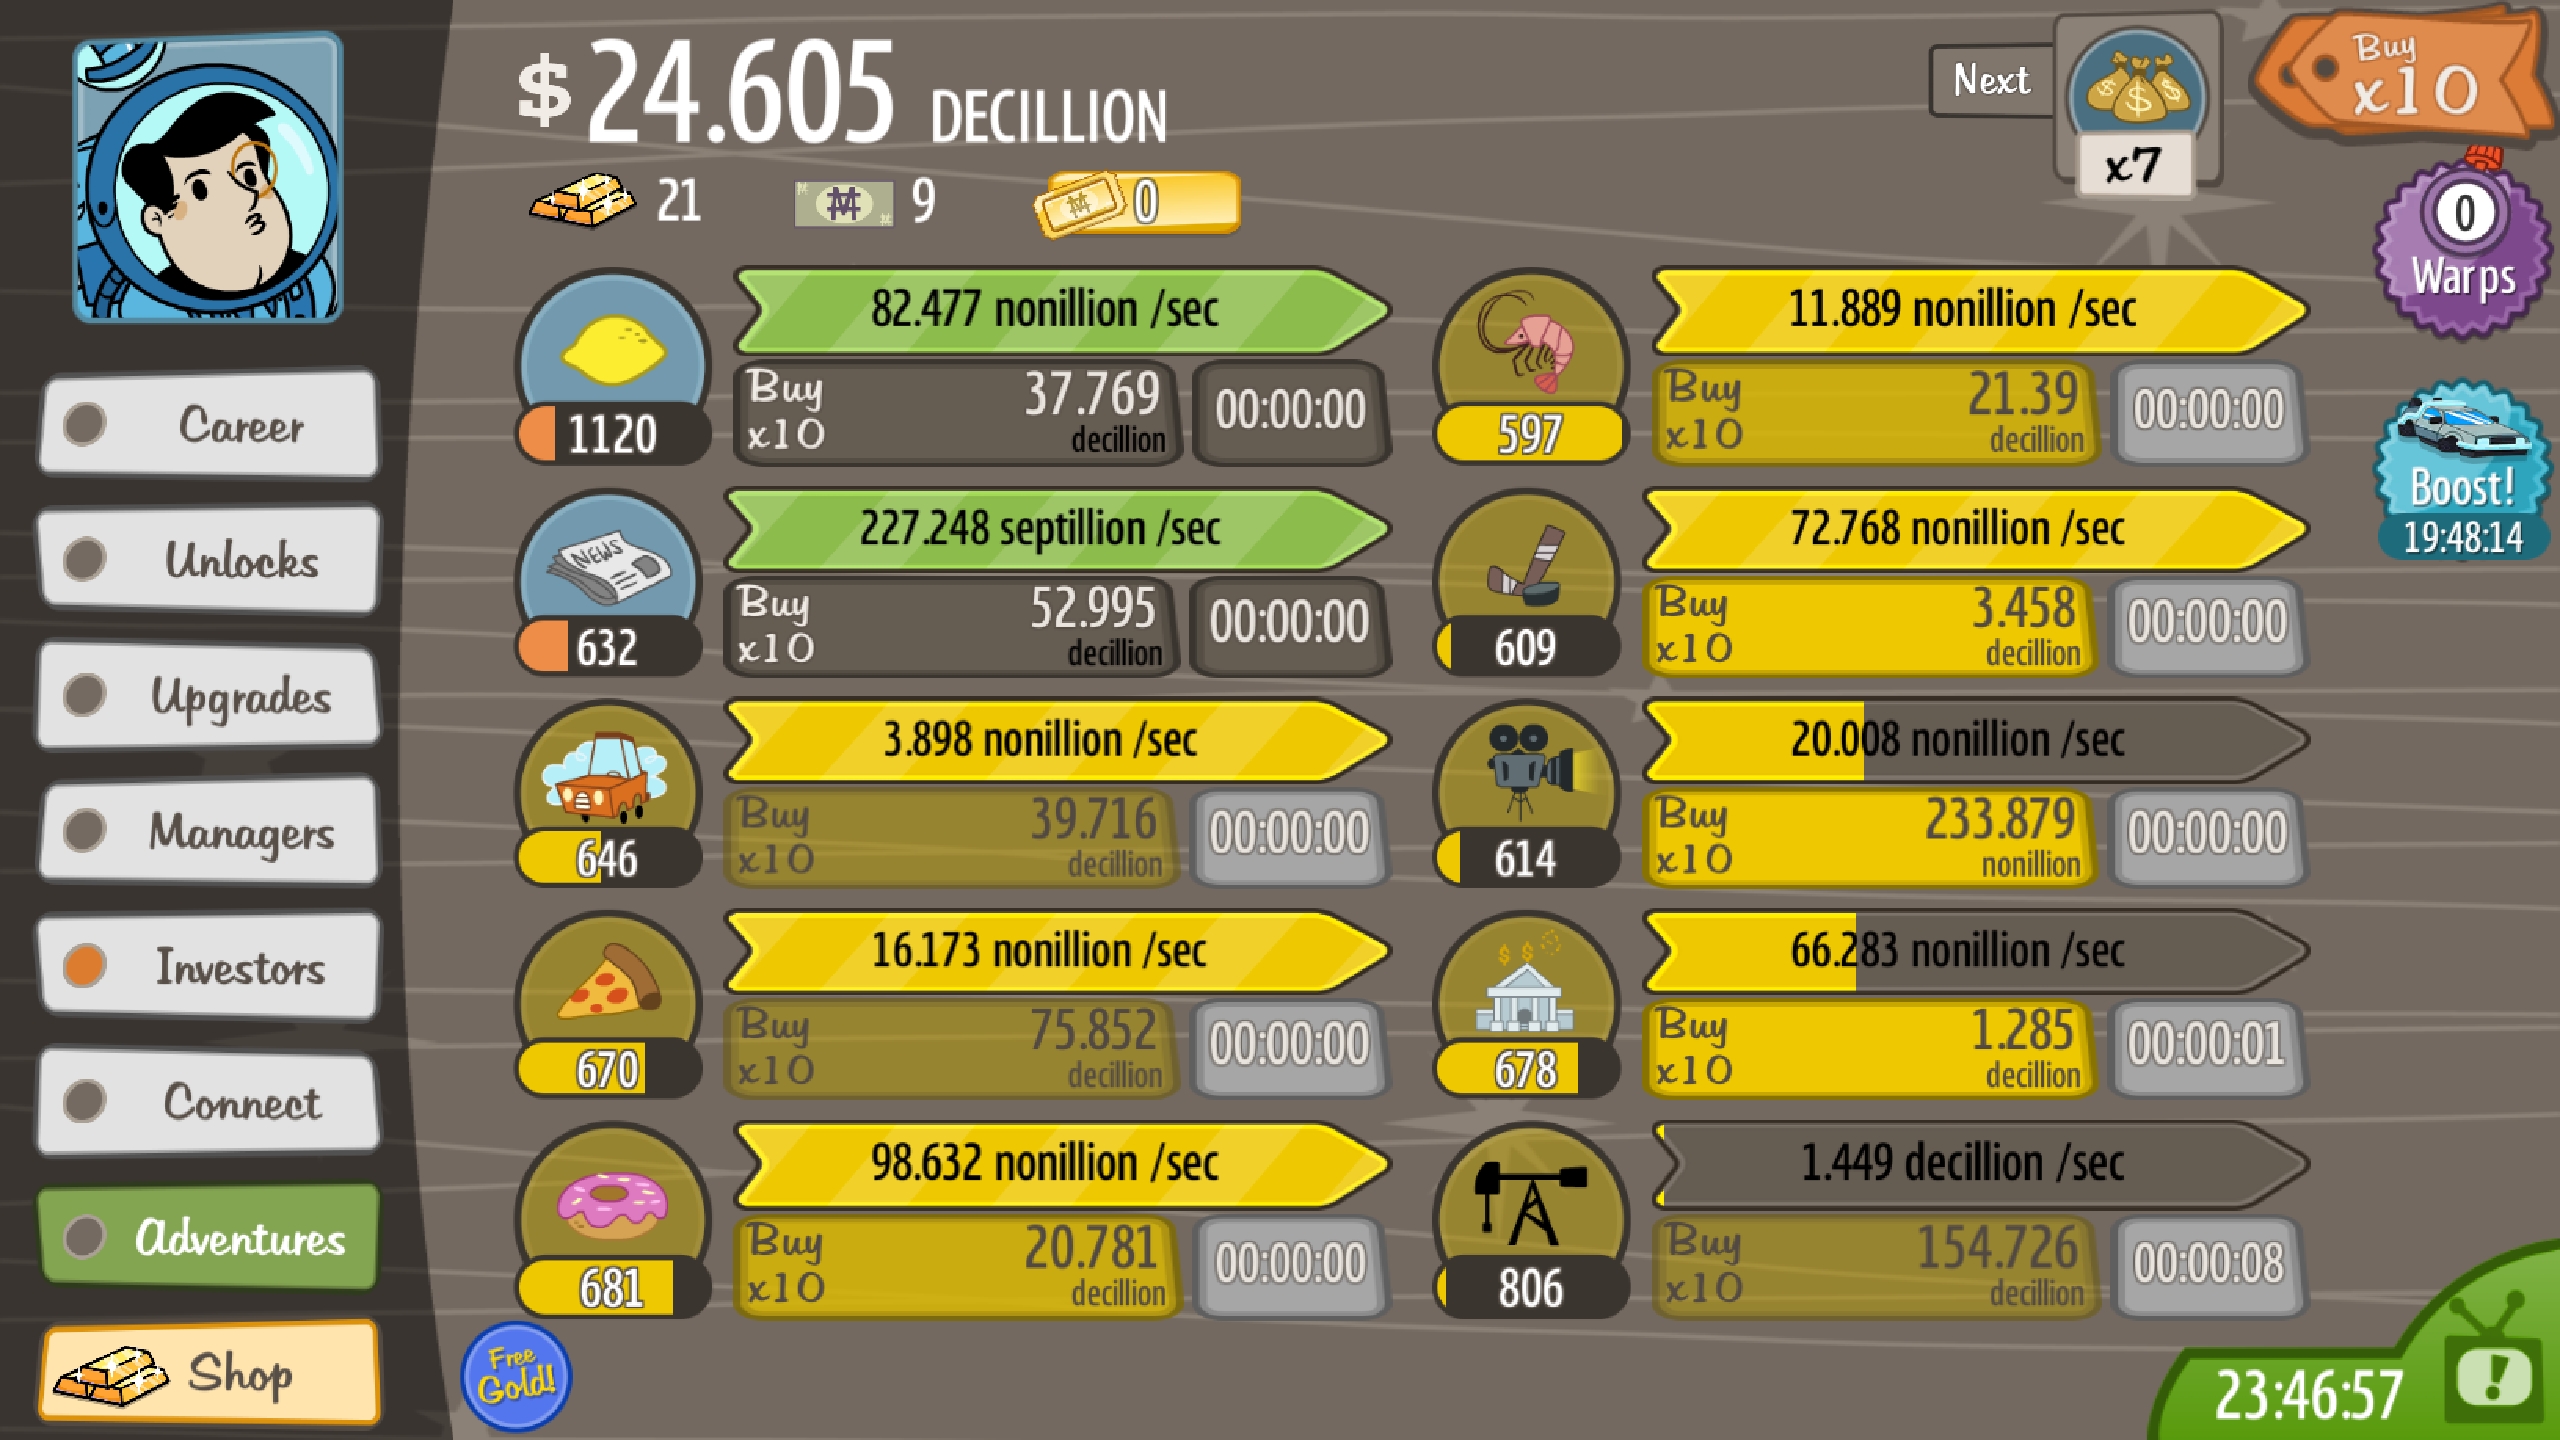 $24.605 DECILLION
Next
x7
Buy
x10
21
9
0
0
Warps
Boost!
19:48:14
Career
Unlocks
Upgrades
Managers
Investors
Connect
Adventures
Shop
82.477 nonillion /sec
1120
Buy
x10
37.769
decillion
00:00:00
NEWS
227.248 septillion /sec
632
Buy
x10
52.995
decillion
00:00:00
3.898 nonillion /sec
646
Buy
x10
39.716
decillion
00:00:00
16.173 nonillion /sec
670
Buy
x10
75.852
decillion
00:00:00
98.632 nonillion /sec
681
Buy
x10
20.781
decillion
00:00:00
11.889 nonillion /sec
597
Buy
x10
21.39
decillion
00:00:00
72.768 nonillion /sec
609
Buy
x10
3.458
decillion
00:00:00
20.008 nonillion /sec
614
Buy
x10
233.879
nonillion
00:00:00
66.283 nonillion /sec
678
Buy
x10
1.285
decillion
00:00:01
1.449 decillion /sec
806
Buy
x10
154.726
decillion
00:00:08
Free
Gold!
23:46:57